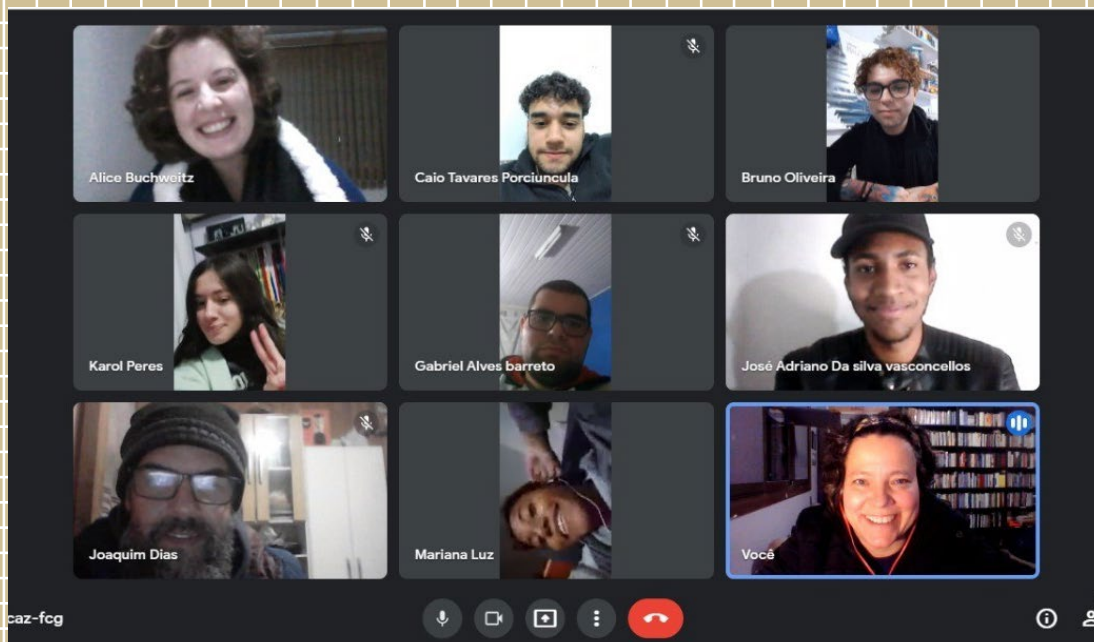 Alice Buchweitz
Caio Tavares Porciuncula
Bruno Oliveira
Karol Peres
Gabriel Alves barreto
José Adriano Da silva vasconcellos
Joaquim Dias
Mariana Luz
Você
caz-fcg